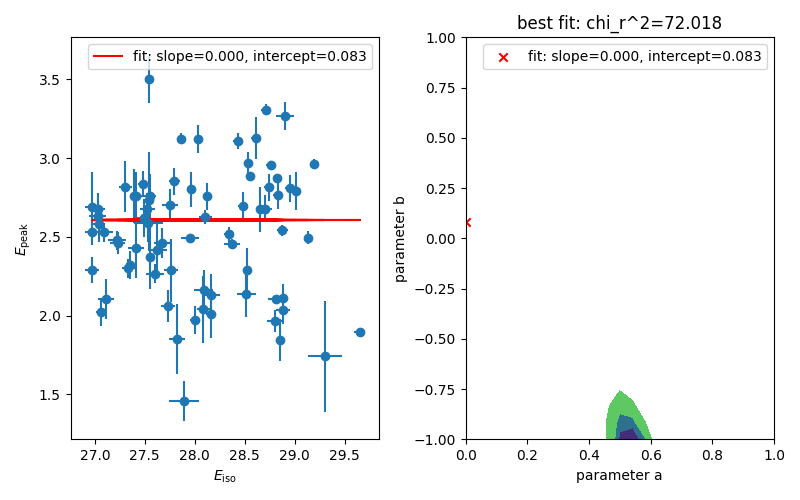 best fit: chi_r^2=72.018
fit: slope=0.000, intercept=0.083
3.5
3.0
2.5
2.0
1.5
E_peak
27.0 27.5 28.0 28.5 29.0 29.5
E_iso
fit: slope=0.000, intercept=0.083
1.00
0.75
0.50
0.25
0.00
−0.25
−0.50
−0.75
−1.00
parameter b
0.0 0.2 0.4 0.6 0.8 1.0
parameter a